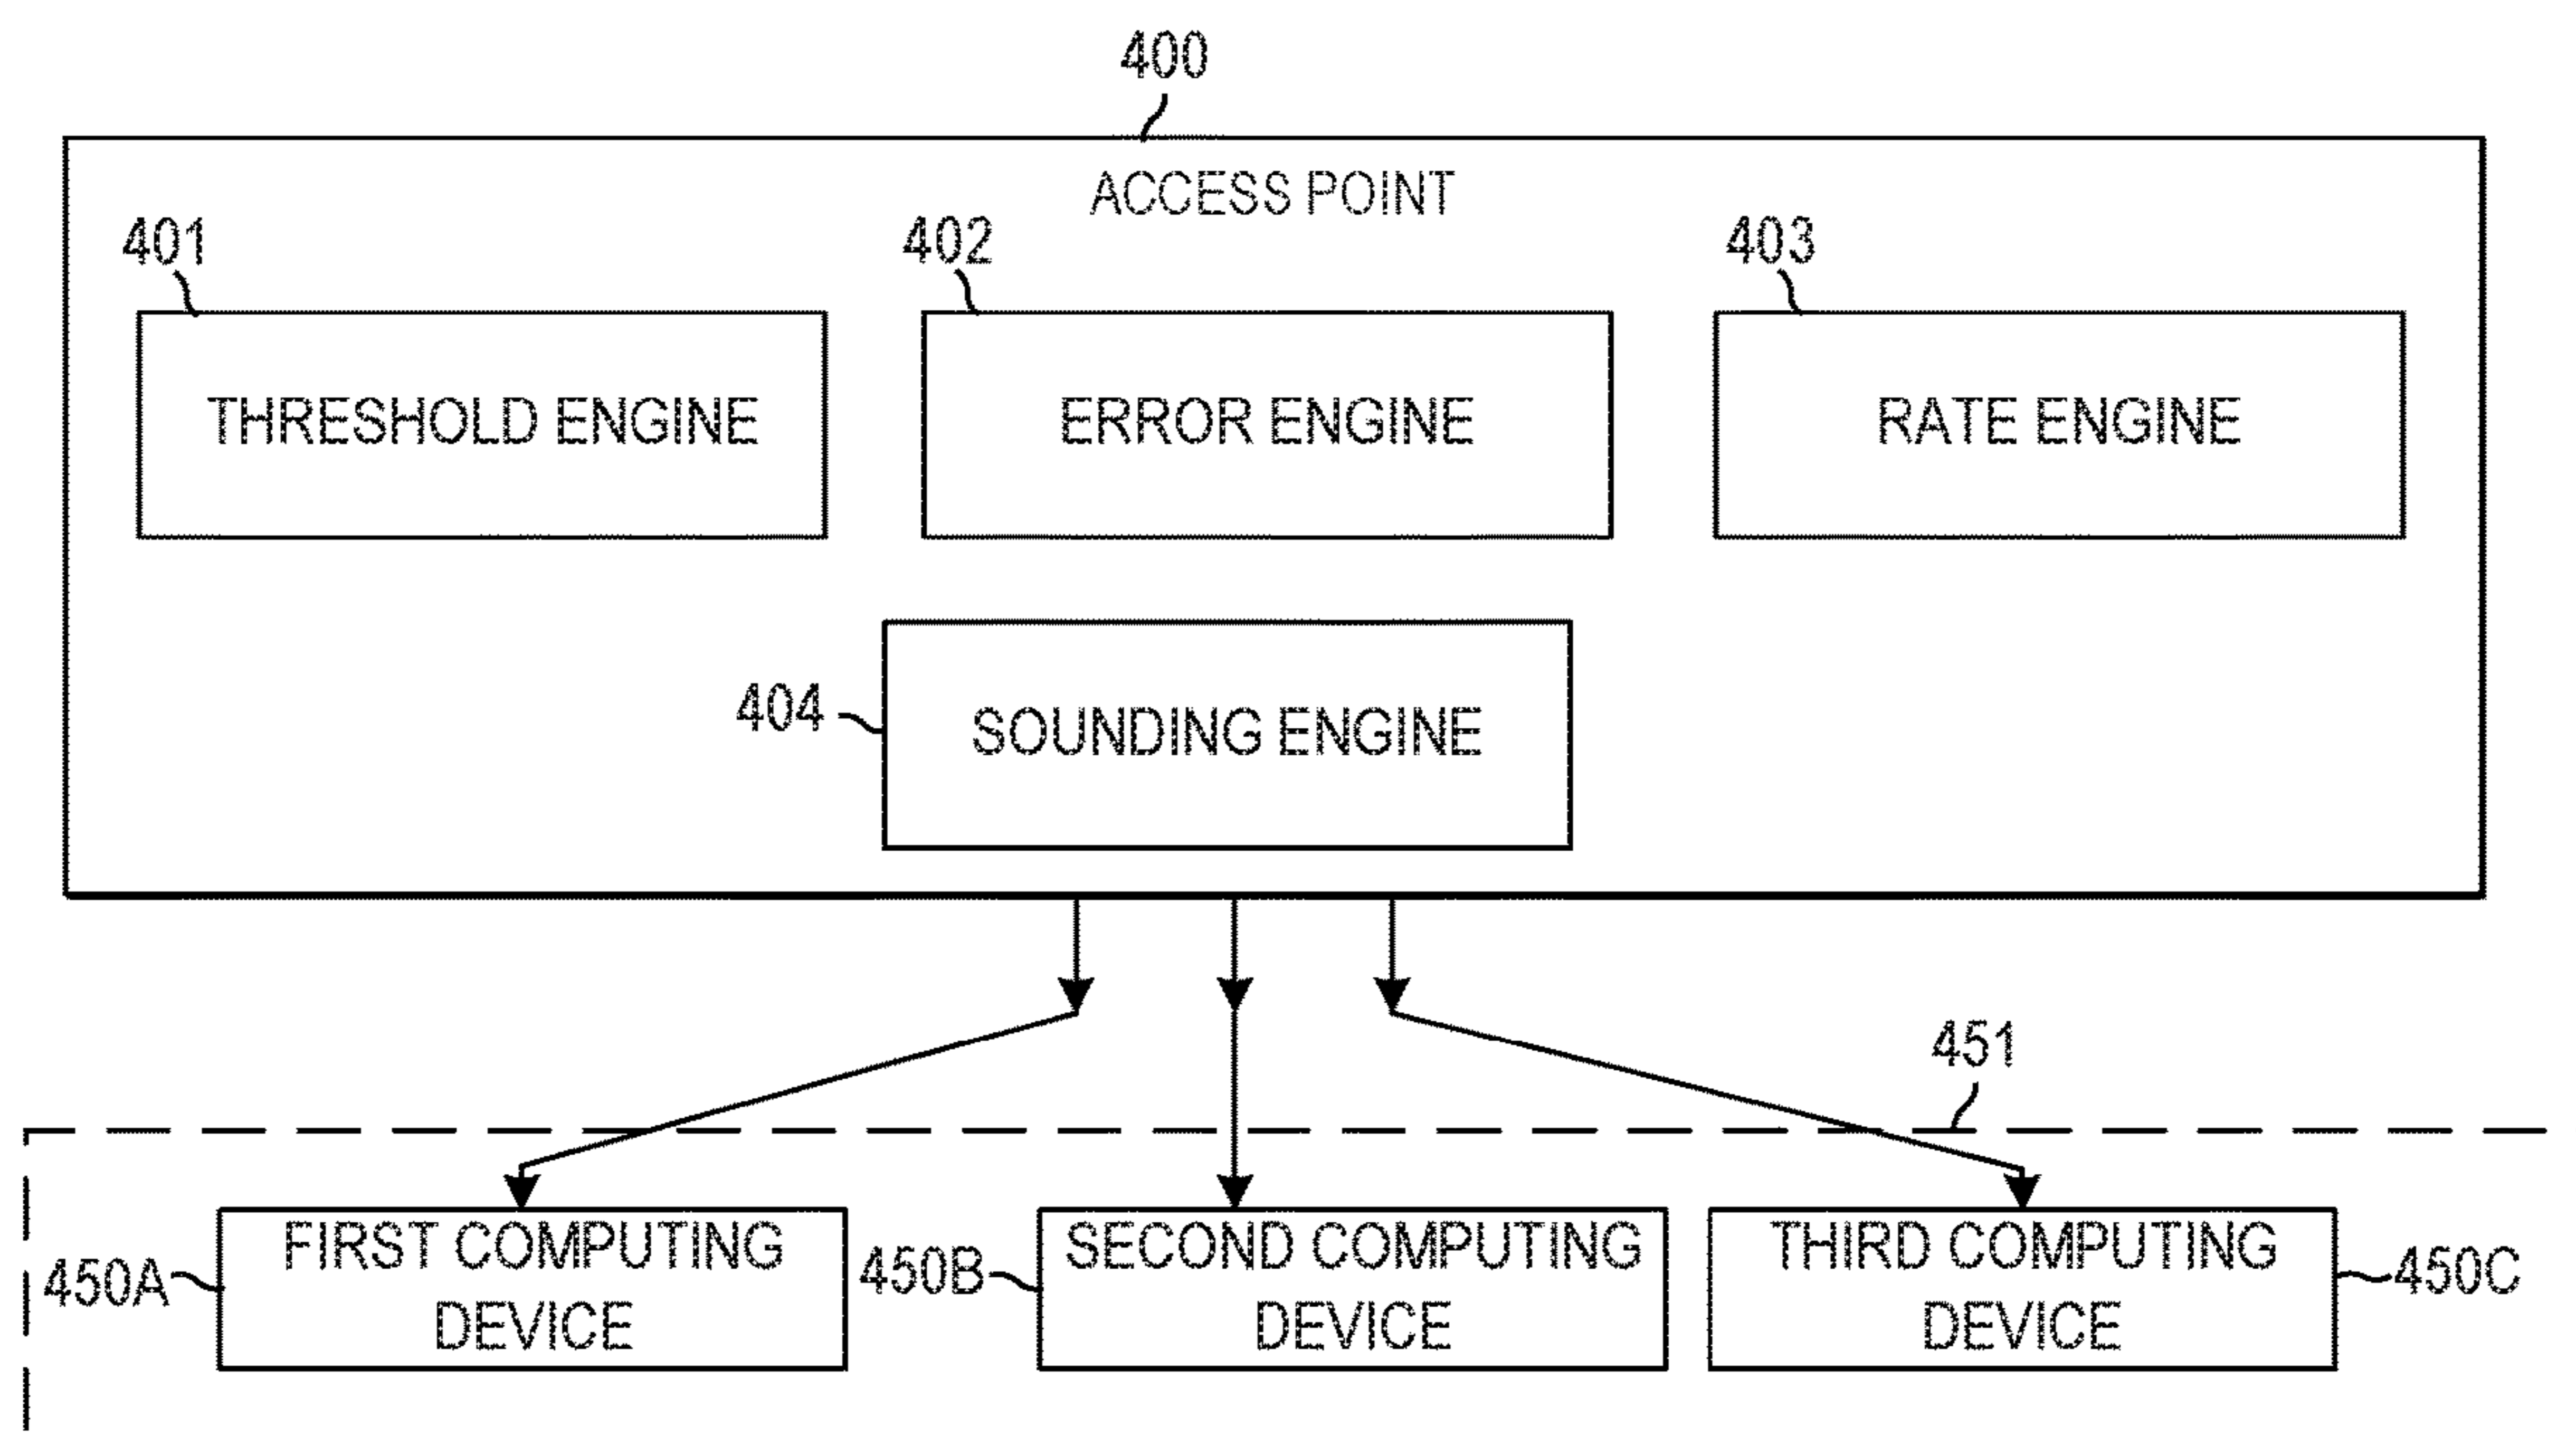 400
ACCESS POINT
401
402
403
THRESHOLD ENGINE
ERROR ENGINE
RATE ENGINE
404
SOUNDING ENGINE
451
450A
FIRST COMPUTING
DEVICE
450B
SECOND COMPUTING
DEVICE
THIRD COMPUTING
DEVICE
450C